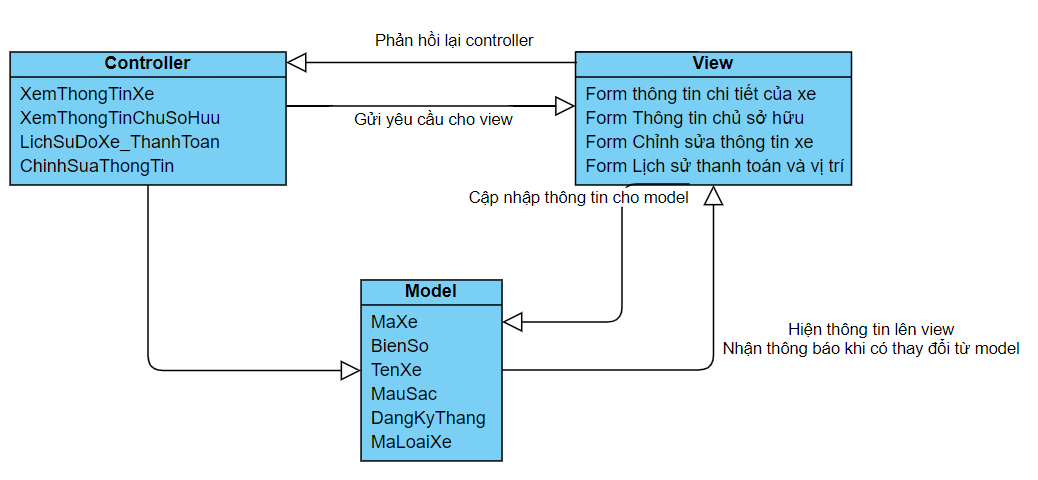 Phản hồi lại controller
Controller
XemThongTinXe
XemThongTinChuSoHuu
LichSuDoXe_ThanhToan
ChinhSuaThongTin
Gửi yêu cầu cho view
View
Form thông tin chi tiết của xe
Form Thông tin chủ sở hữu
Form Chỉnh sửa thông tin xe
Form Lịch sử thanh toán và vị trí
Cập nhập thông tin cho model
Model
MaXe
BienSo
TenXe
MauSac
DangKyThang
MaLoaiXe
Hiện thông tin lên view
Nhận thông báo khi có thay đổi từ model